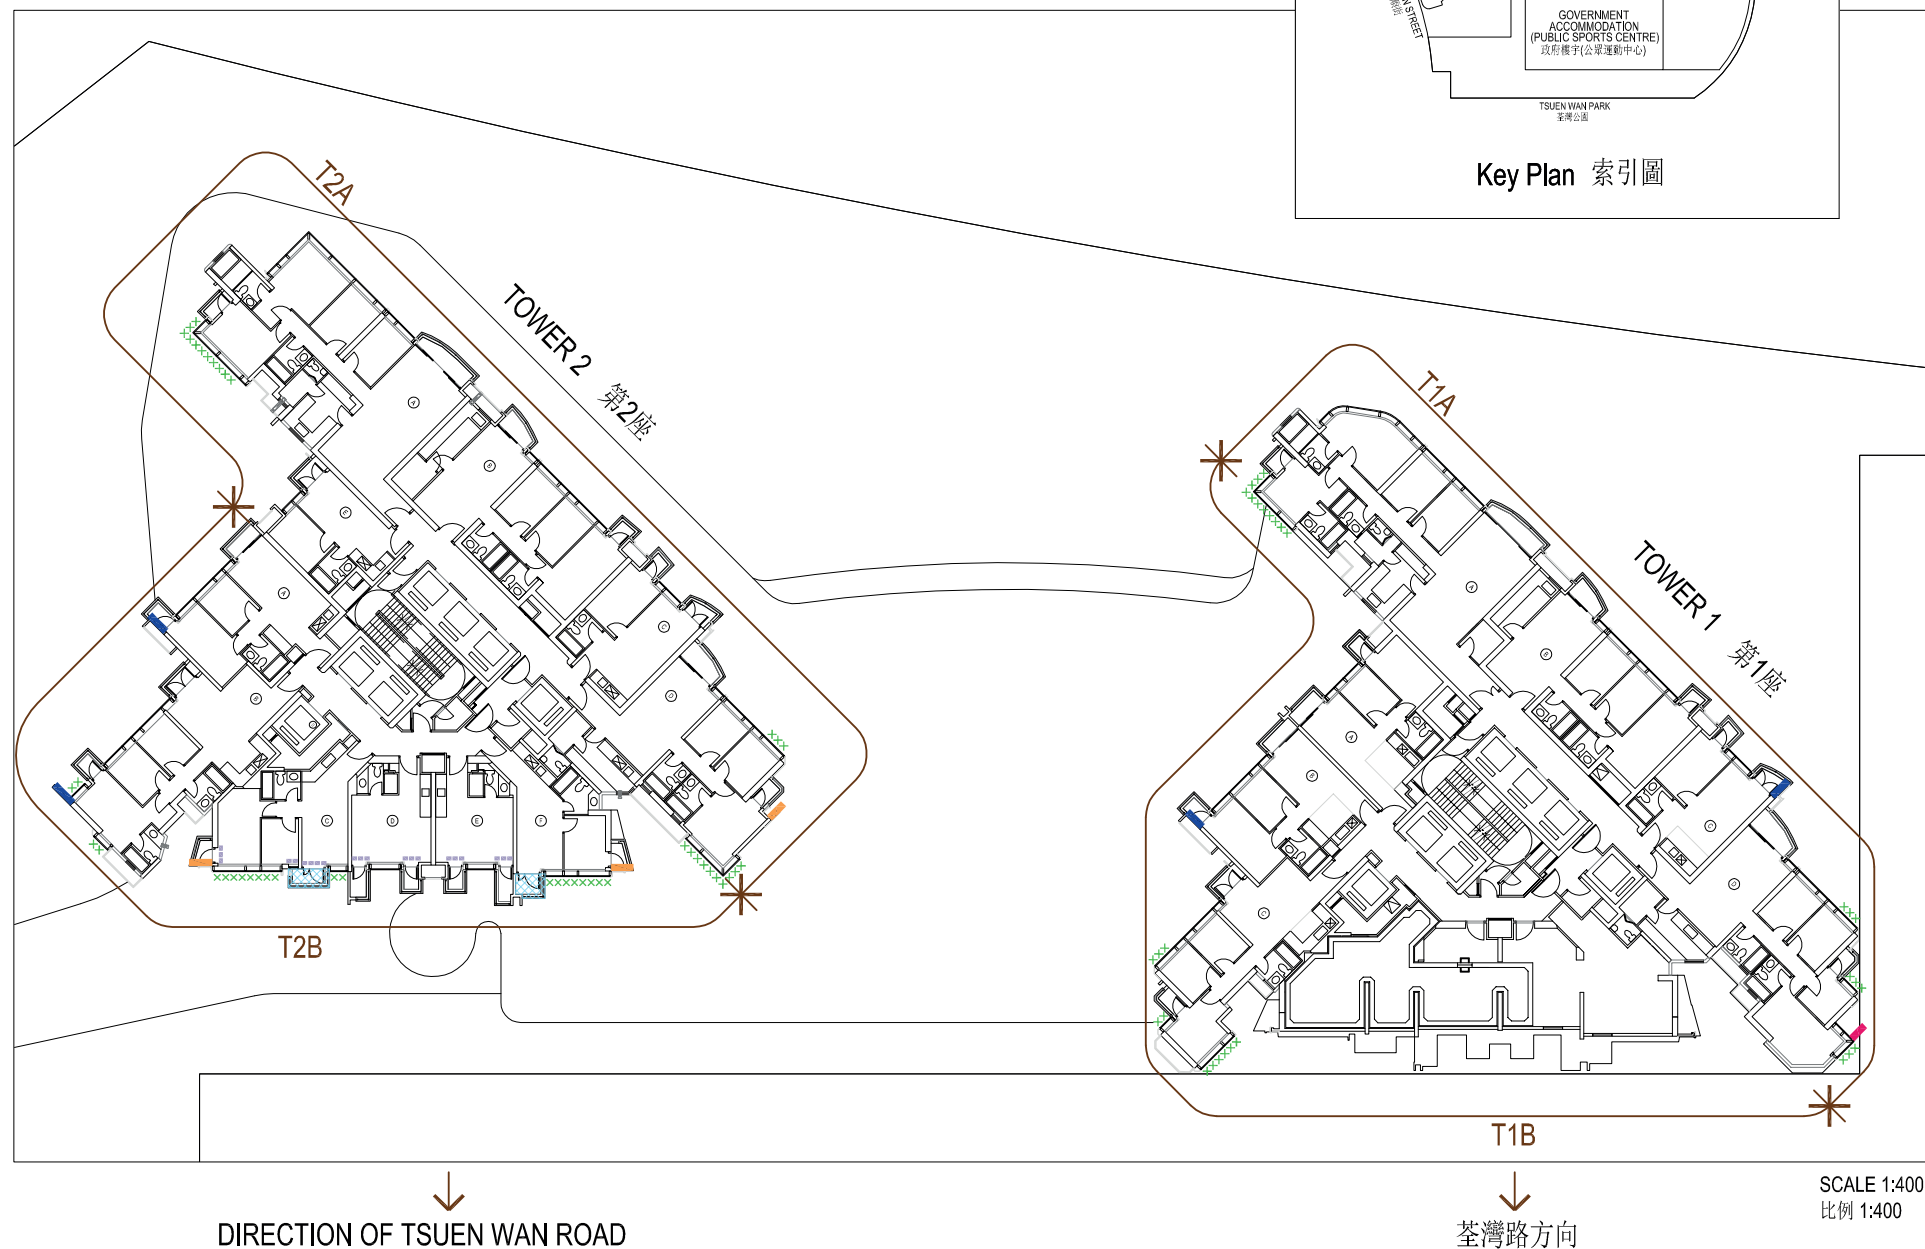 N STREET
GOVERNMENT
ACCOMMODATION
(PUBLIC SPORTS CENTRE)
政府樓宇(公眾運動中心)
TSUEN WAN PARK
荃灣公園
Key Plan 索引圖
T2A
TOWER 2 第2座
T1A
TOWER 1 第1座
A
B
E
A
C
B
D
C
D
E
F
A
B
A
B
C
D
C
T2B
T1B
SCALE 1:400
比例 1:400
DIRECTION OF TSUEN WAN ROAD
荃灣路方向